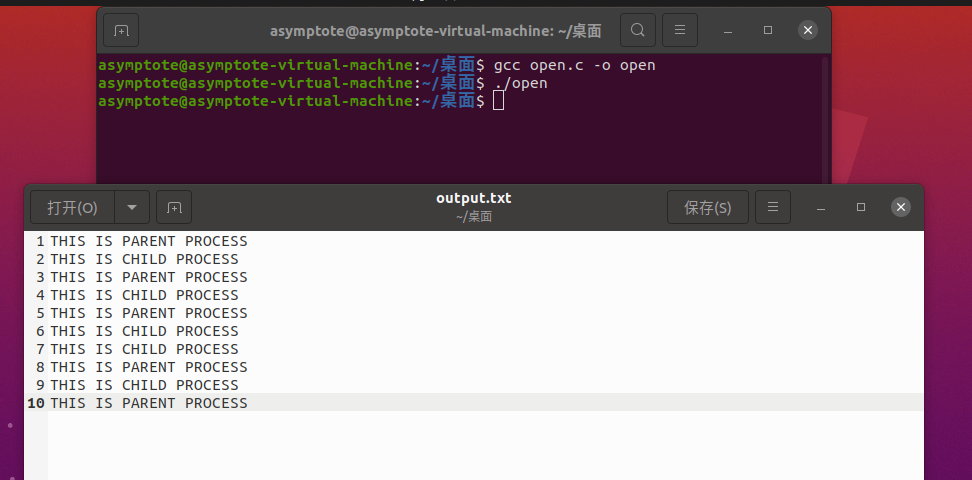 asymptote@asymptote-virtual-machine: ~/桌面
asymptote@asymptote-virtual-machine:~/桌面$ gcc open.c -o open
asymptote@asymptote-virtual-machine:~/桌面$ ./open
asymptote@asymptote-virtual-machine:~/桌面$
打开(O) output.txt 保存(S)
~/桌面
1 THIS IS PARENT PROCESS
2 THIS IS CHILD PROCESS
3 THIS IS PARENT PROCESS
4 THIS IS CHILD PROCESS
5 THIS IS PARENT PROCESS
6 THIS IS CHILD PROCESS
7 THIS IS CHILD PROCESS
8 THIS IS PARENT PROCESS
9 THIS IS CHILD PROCESS
10 THIS IS PARENT PROCESS